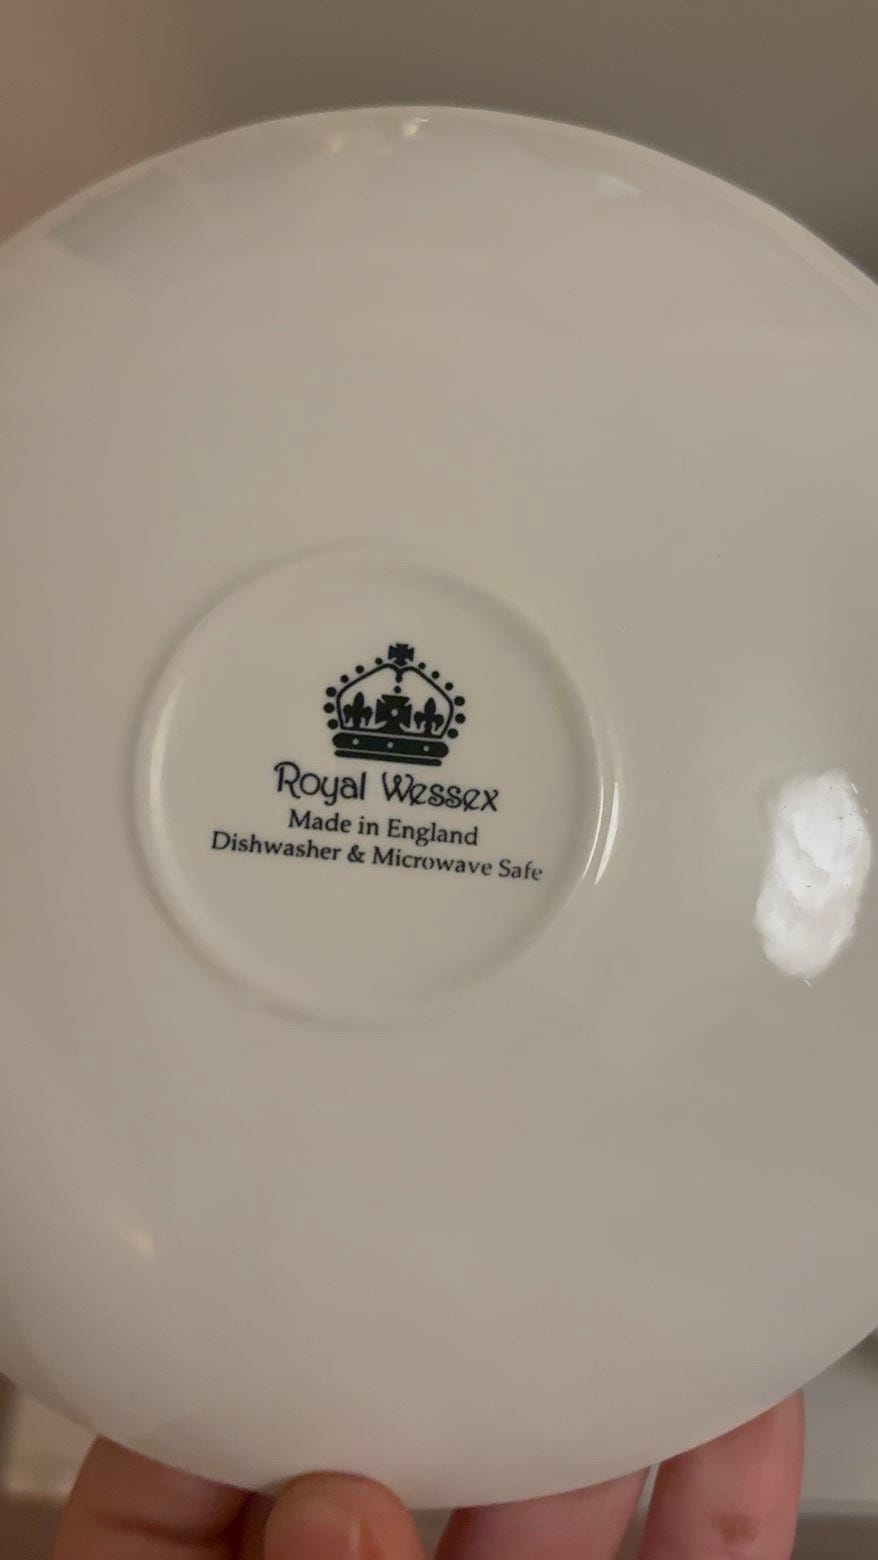 Royal Wessex
Made in England
Dishwasher & Microwave Safe